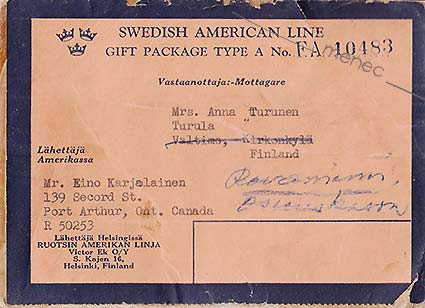 SWEDISH AMERICAN LINE
GIFT PACKAGE TYPE A No. FA 10483
Vastaanottaja:-Mottagare
Mrs. Anna Turunen
Turula "
Valtimo, Kirkonkylä
Finland
Lähettäjä
Amerikassa
Mr. Eino Karjalainen
139 Secord St.
Port Arthur, Ont. Canada
R 50253
Lähettäjä Helsingissä
RUOTSIN AMERIKAN LINJA
Victor Ek O/Y
S. Kajen 16,
Helsinki, Finland